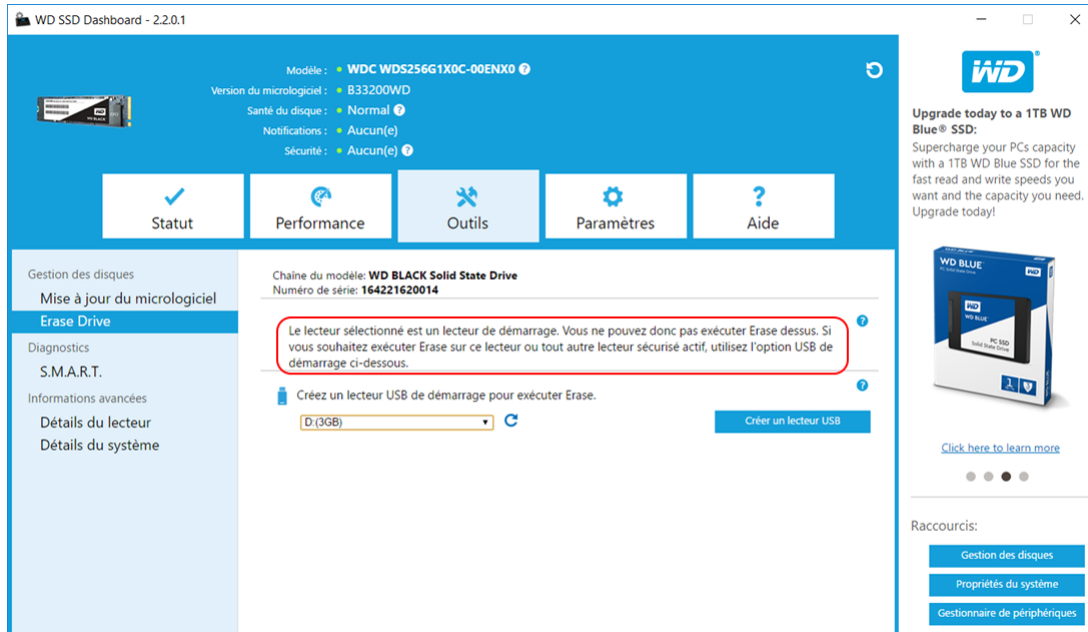 WD SSD Dashboard - 2.2.0.1
Modèle : WDC WDS256G1X0C-00ENX0
Version du micrologiciel : B33200WD
Santé du disque : Normal
Notifications : Aucun(e)
Sécurité : Aucun(e)
Statut
Performance
Outils
Paramètres
Aide
Gestion des disques
Mise à jour du micrologiciel
Erase Drive
Diagnostics
S.M.A.R.T.
Informations avancées
Détails du lecteur
Détails du système
Chaîne du modèle: WD BLACK Solid State Drive
Numéro de série: 164221620014
Le lecteur sélectionné est un lecteur de démarrage. Vous ne pouvez donc pas exécuter Erase dessus. Si
vous souhaitez exécuter Erase sur ce lecteur ou tout autre lecteur sécurisé actif, utilisez l'option USB de
démarrage ci-dessous.
Créez un lecteur USB de démarrage pour exécuter Erase.
D:(3GB)
Créer un lecteur USB
WD
Upgrade today to a 1TB WD
Blue® SSD:
Supercharge your PCs capacity
with a 1TB WD Blue SSD for the
fast read and write speeds you
want and the capacity you need.
Upgrade today!
WD BLUE
WD
WD
WD BLUE
PC SSD
Solid State Drive
Click here to learn more
Raccourcis:
Gestion des disques
Propriétés du système
Gestionnaire de périphériques